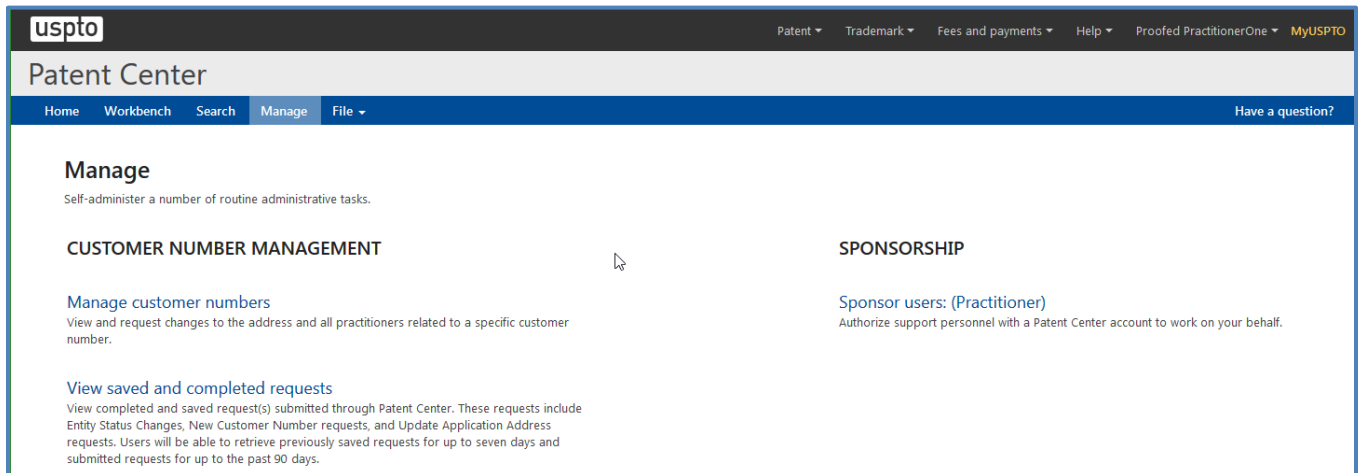 uspto
Patent Trademark Fees and payments Help Proofed PractitionerOne MyUSPTO
Patent Center
Home Workbench Search Manage File Have a question?
Manage
Self-administer a number of routine administrative tasks.
CUSTOMER NUMBER MANAGEMENT
Manage customer numbers
View and request changes to the address and all practitioners related to a specific customer
number.
View saved and completed requests
View completed and saved request(s) submitted through Patent Center. These requests include
Entity Status Changes, New Customer Number requests, and Update Application Address
requests. Users will be able to retrieve previously saved requests for up to seven days and
submitted requests for up to the past 90 days.
SPONSORSHIP
Sponsor users: (Practitioner)
Authorize support personnel with a Patent Center account to work on your behalf.